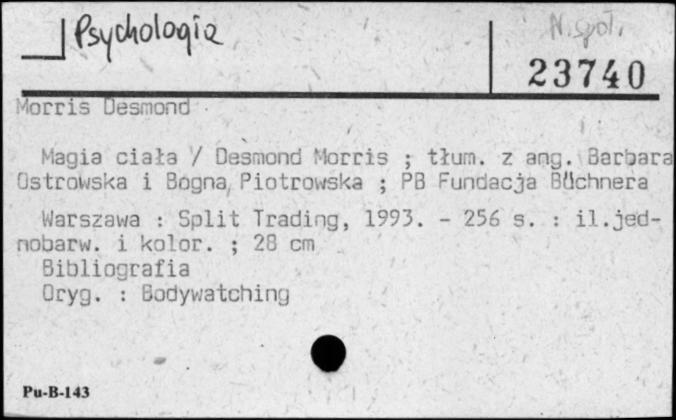 Psychologia
N. społ.
23740
Morris Desmond
Magia ciała / Desmond Morris ; tłum. z ang. Barbara
Ostrowska i Bogna Piotrowska ; PB Fundacja Büchnera
Warszawa : Split Trading, 1993. - 256 s. : il.jed-
nobarw. i kolor. ; 28 cm
Bibliografia
Oryg. : Bodywatching
Pu-B-143